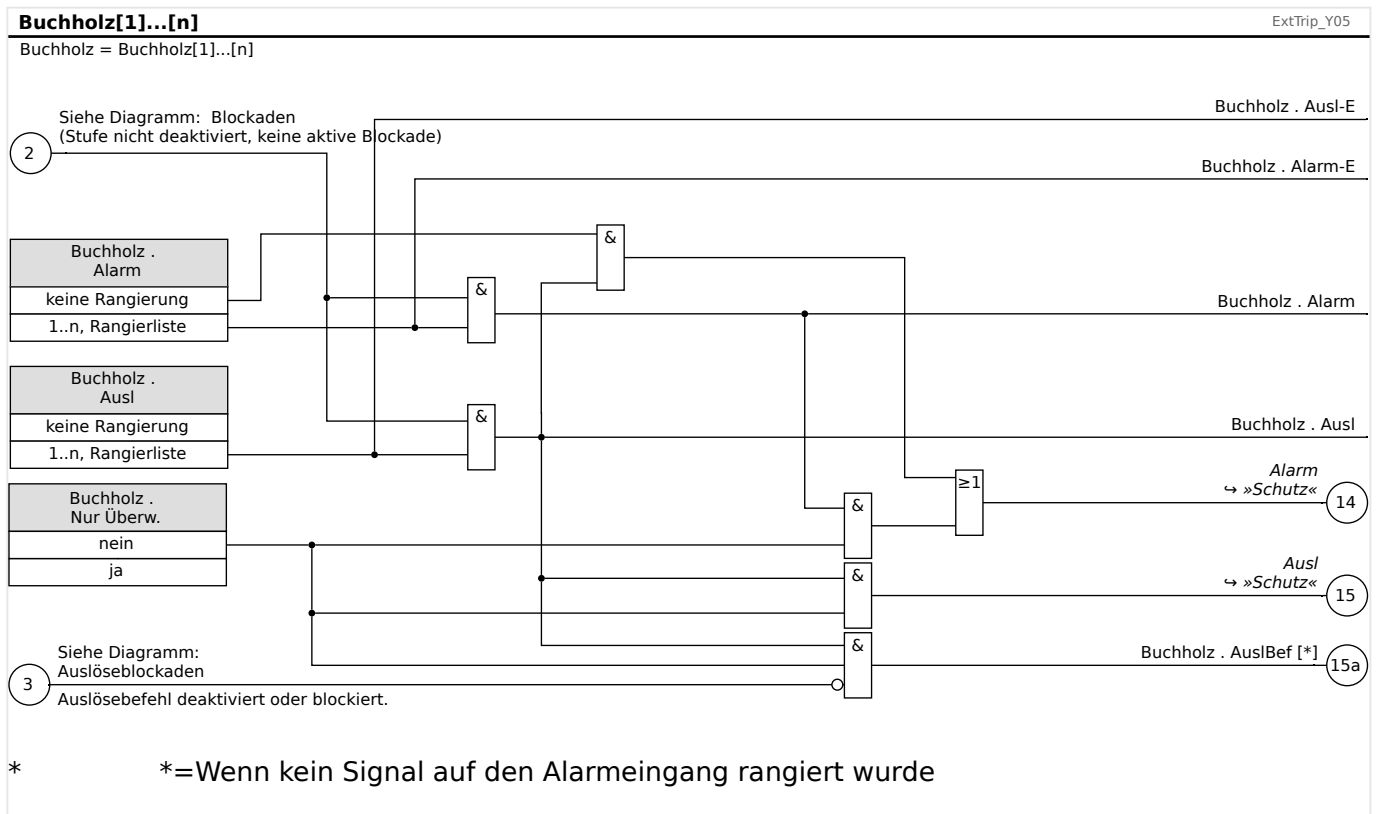 Buchholz[1]...[n]
ExtTrip_Y05
Buchholz = Buchholz[1]...[n]
Siehe Diagramm: Blockaden
(Stufe nicht deaktiviert, keine aktive Blockade)
2
Buchholz . Ausl-E
Buchholz . Alarm-E
Buchholz .
Alarm
keine Rangierung
1..n, Rangierliste
&
&
Buchholz . Alarm
Buchholz .
Ausl
keine Rangierung
1..n, Rangierliste
&
Buchholz . Ausl
Buchholz .
Nur Überw.
nein
ja
&
≥1
Alarm
↪ »Schutz«
14
&
Ausl
↪ »Schutz«
15
Siehe Diagramm:
Auslöseblockaden
3
Auslösebefehl deaktiviert oder blockiert.
&
Buchholz . AuslBef [*]
15a
* *=Wenn kein Signal auf den Alarmeingang rangiert wurde